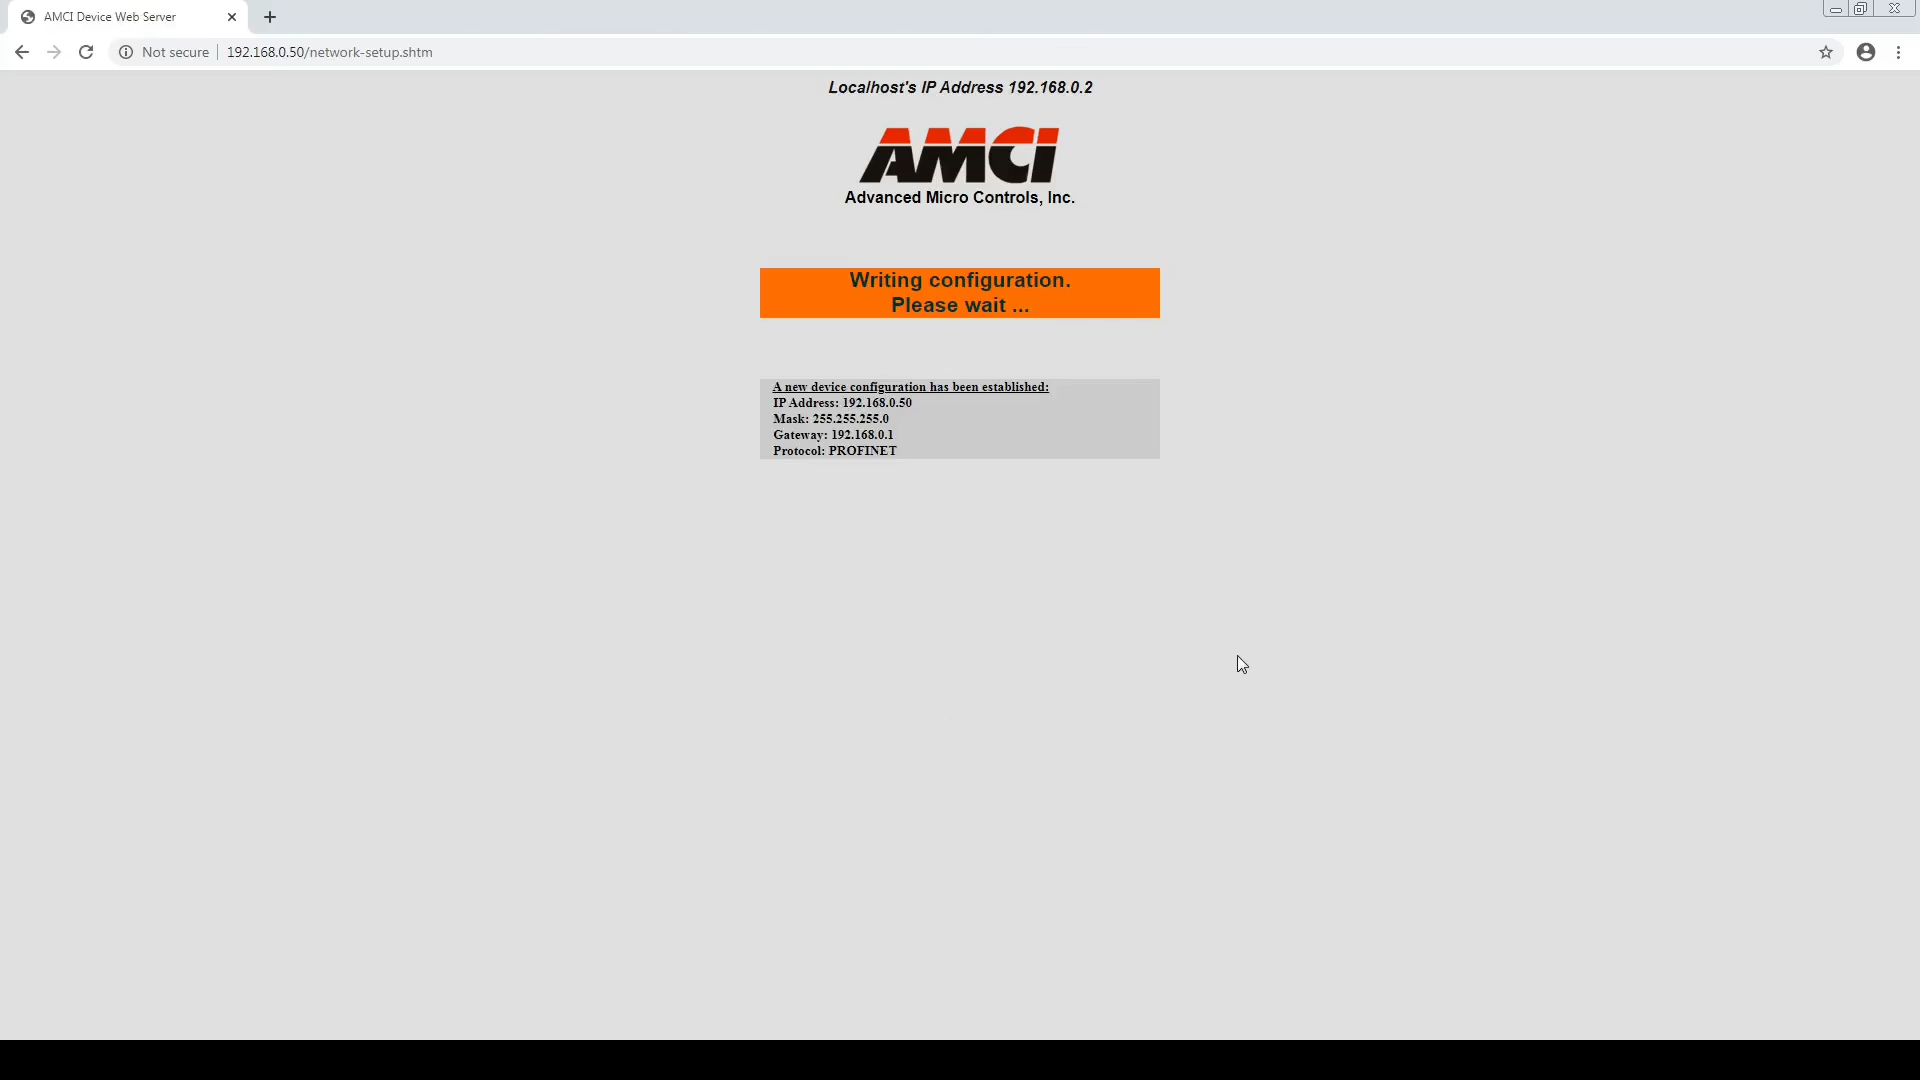 AMCI Device Web Server
Not secure
192.168.0.50/network-setup.shtm
Localhost's IP Address 192.168.0.2
AMCI
Advanced Micro Controls, Inc.
Writing configuration.
Please wait ...
A new device configuration has been established:
IP Address: 192.168.0.50
Mask: 255.255.255.0
Gateway: 192.168.0.1
Protocol: PROFINET